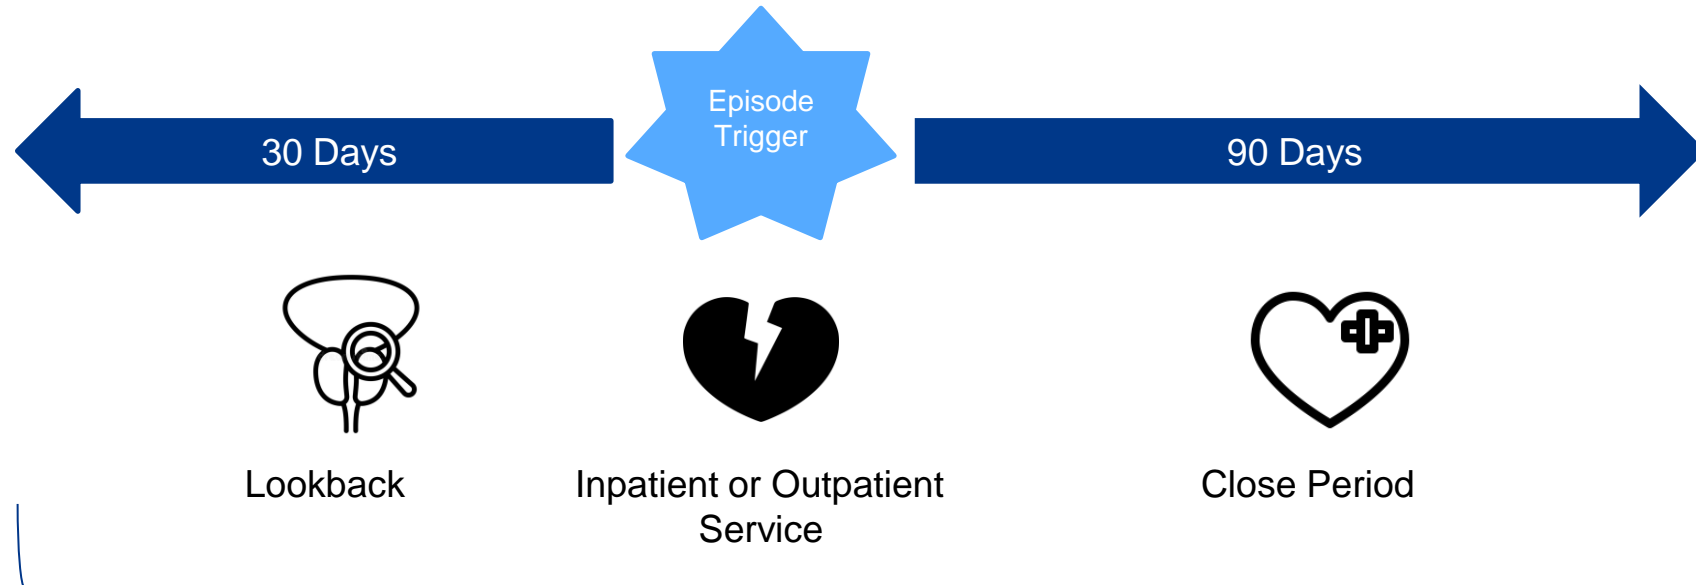 Episode
Trigger
30 Days
90 Days
Lookback
Inpatient or Outpatient
Service
Close Period